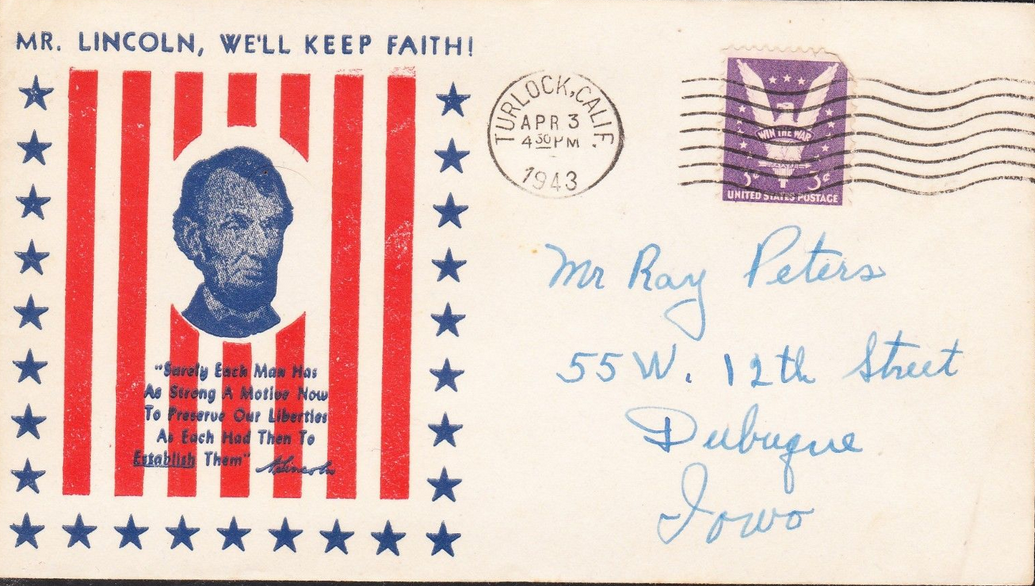 MR. LINCOLN, WE'LL KEEP FAITH!
"Surely Each Man Has
As Strong A Motive Now
To Preserve Our Liberties
As Each Had Then To
Establish Them" A. Lincoln
TURLOCK, CALIF.
APR 3
4 30 PM
1943
WIN THE WAR
3¢ 3¢
UNITED STATES POSTAGE
Mr Ray Peters
55 W. 12th Street
Dubuque
Iowa